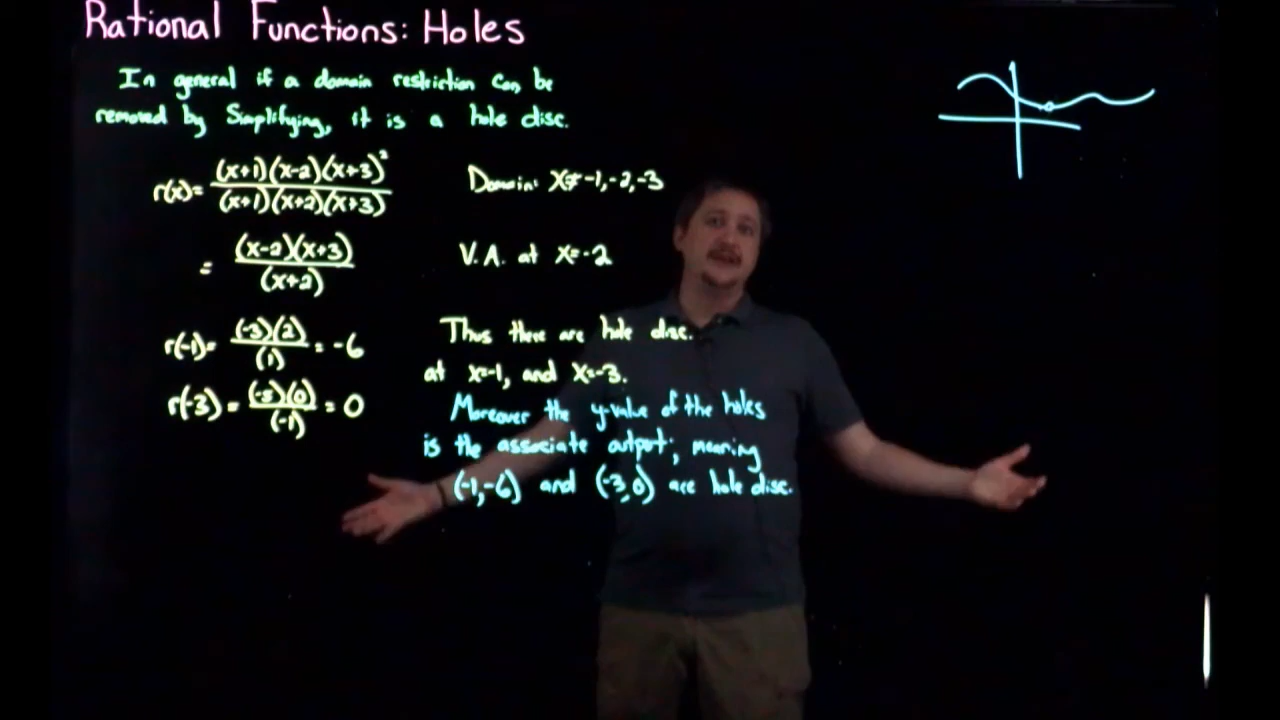 Rational Functions: Holes
In general if a domain restriction can be
removed by Simplifying, it is a hole disc.
r(x)= (x+1)(x-2)(x+3)² / (x+1)(x+2)(x+3)
Domain: x≠-1,-2,-3
= (x-2)(x+3) / (x+2)
V.A. at x=-2
r(-1)= (-3)(2) / (1) = -6
Thus there are hole disc.
at x=-1, and x=-3.
r(-3) = (-5)(0) / (-1) = 0
Moreover the y-value of the holes
is the associate output; meaning
(-1,-6) and (-3,0) are hole disc.